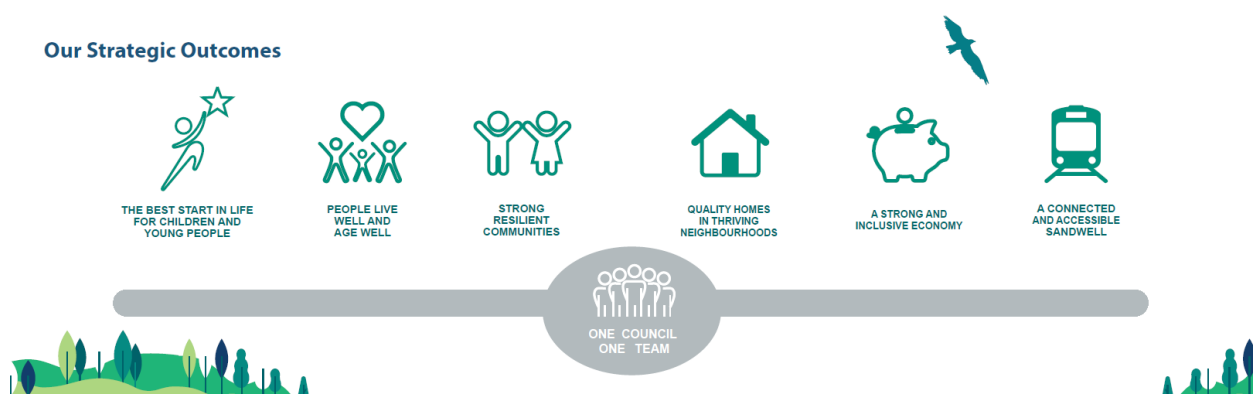 Our Strategic Outcomes
THE BEST START IN LIFE
FOR CHILDREN AND
YOUNG PEOPLE
PEOPLE LIVE
WELL AND
AGE WELL
STRONG
RESILIENT
COMMUNITIES
QUALITY HOMES
IN THRIVING
NEIGHBOURHOODS
A STRONG AND
INCLUSIVE ECONOMY
A CONNECTED
AND ACCESSIBLE
SANDWELL
ONE COUNCIL
ONE TEAM